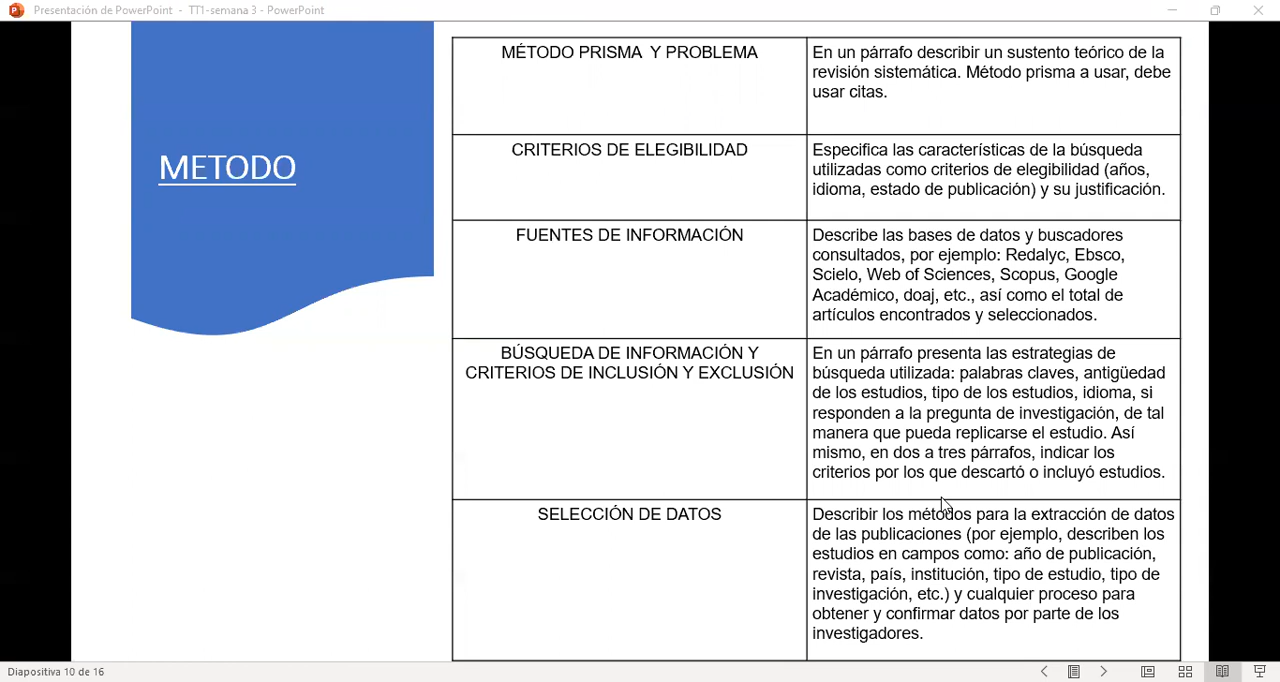 Presentación de PowerPoint - TT1-semana 3 - PowerPoint
METODO
MÉTODO PRISMA Y PROBLEMA
En un párrafo describir un sustento teórico de la
revisión sistemática. Método prisma a usar, debe
usar citas.
CRITERIOS DE ELEGIBILIDAD
Especifica las características de la búsqueda
utilizadas como criterios de elegibilidad (años,
idioma, estado de publicación) y su justificación.
FUENTES DE INFORMACIÓN
Describe las bases de datos y buscadores
consultados, por ejemplo: Redalyc, Ebsco,
Scielo, Web of Sciences, Scopus, Google
Académico, doaj, etc., así como el total de
artículos encontrados y seleccionados.
BÚSQUEDA DE INFORMACIÓN Y
CRITERIOS DE INCLUSIÓN Y EXCLUSIÓN
En un párrafo presenta las estrategias de
búsqueda utilizada: palabras claves, antigüedad
de los estudios, tipo de los estudios, idioma, si
responden a la pregunta de investigación, de tal
manera que pueda replicarse el estudio. Así
mismo, en dos a tres párrafos, indicar los
criterios por los que descartó o incluyó estudios.
SELECCIÓN DE DATOS
Describir los métodos para la extracción de datos
de las publicaciones (por ejemplo, describen los
estudios en campos como: año de publicación,
revista, país, institución, tipo de estudio, tipo de
investigación, etc.) y cualquier proceso para
obtener y confirmar datos por parte de los
investigadores.
Diapositiva 10 de 16